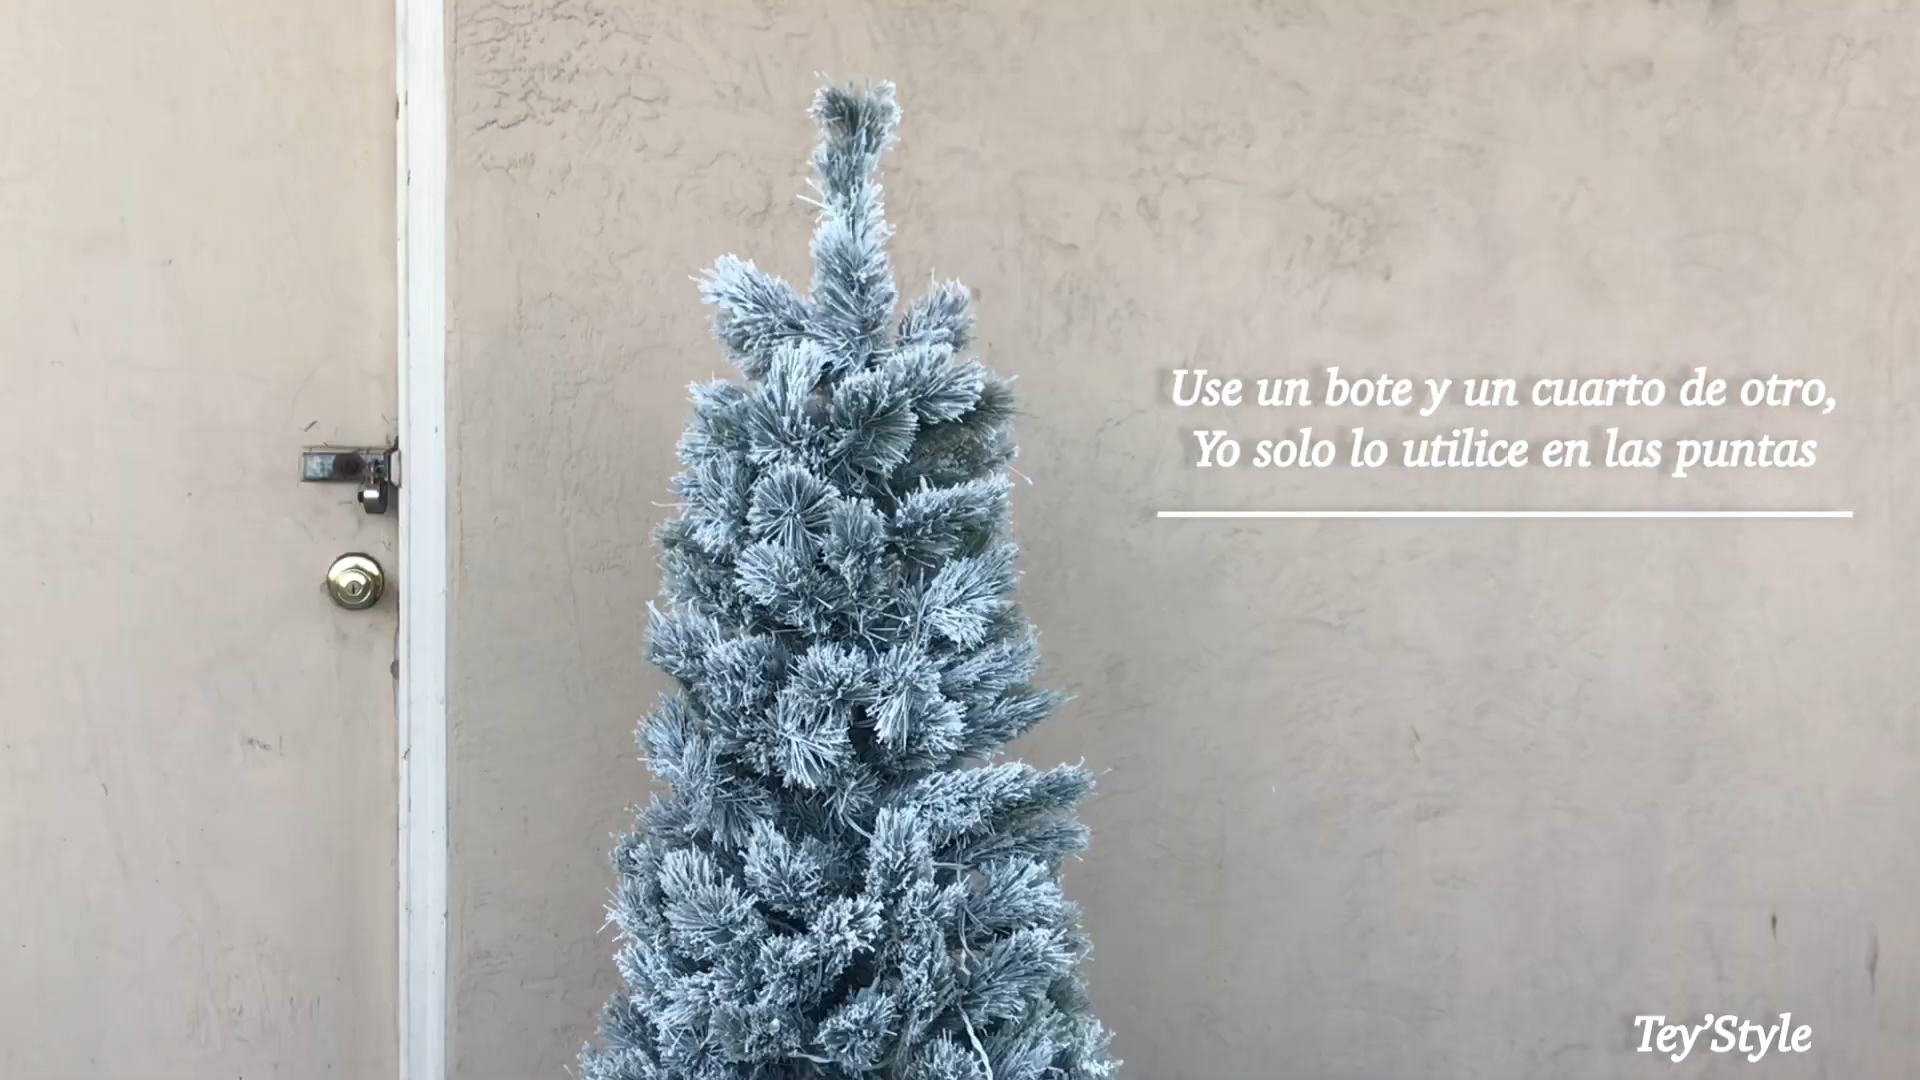 Use un bote y un cuarto de otro,
Yo solo lo utilice en las puntas
Tey'Style